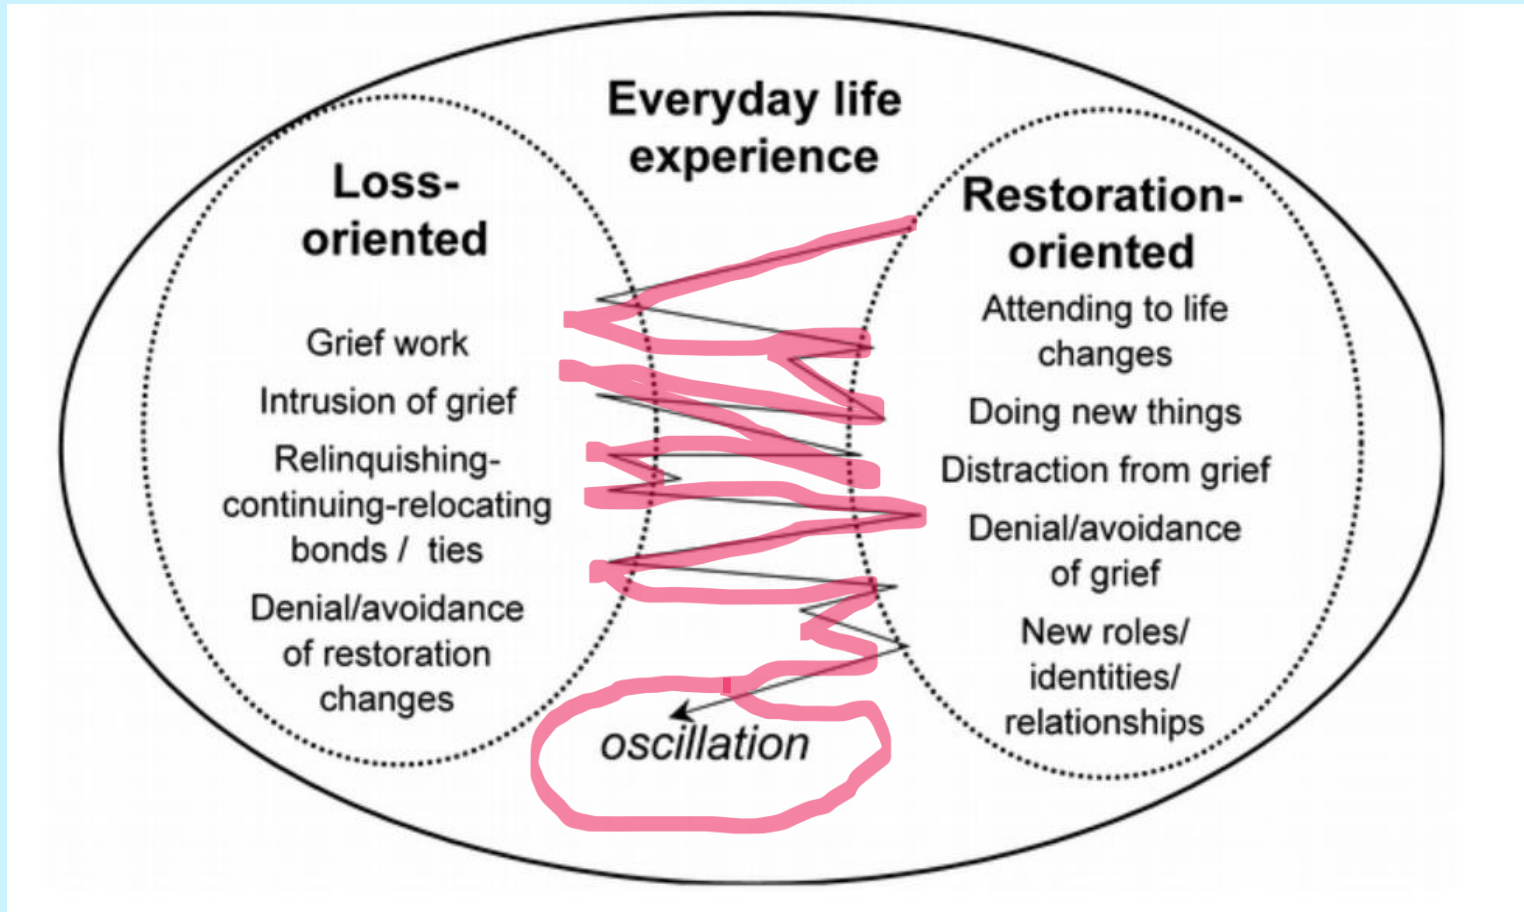 Everyday life
experience
Loss-
oriented
Grief work
Intrusion of grief
Relinquishing-
continuing-relocating
bonds / ties
Denial/avoidance
of restoration
changes
Restoration-
oriented
Attending to life
changes
Doing new things
Distraction from grief
Denial/avoidance
of grief
New roles/
identities/
relationships
oscillation